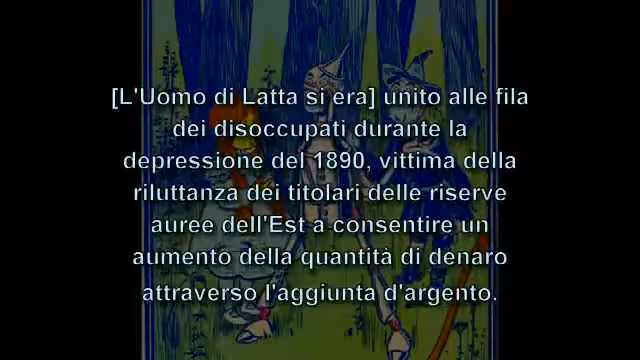 [L'Uomo di Latta si era] unito alle fila
dei disoccupati durante la
depressione del 1890, vittima della
riluttanza dei titolari delle riserve
auree dell'Est a consentire un
aumento della quantità di denaro
attraverso l'aggiunta d'argento.